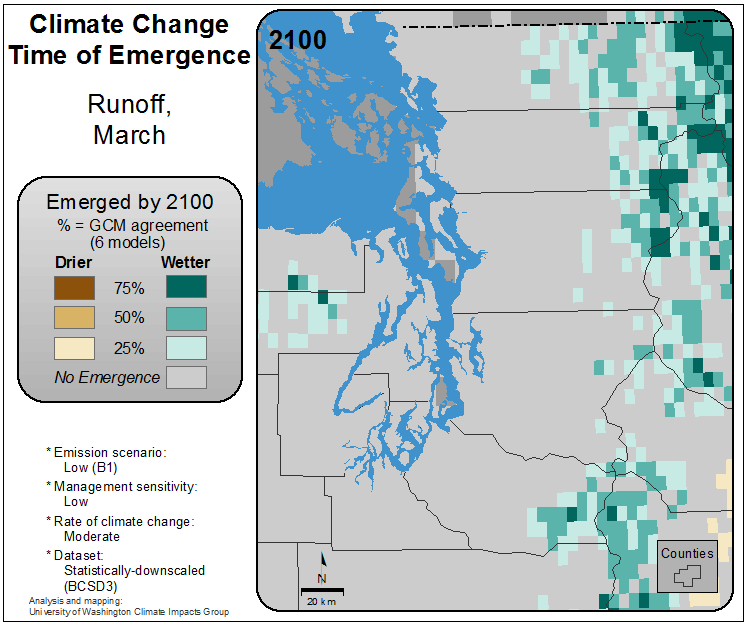 Climate Change
Time of Emergence
Runoff,
March
Emerged by 2100
% = GCM agreement
(6 models)
Drier Wetter
75%
50%
25%
No Emergence
* Emission scenario:
Low (B1)
* Management sensitivity:
Low
* Rate of climate change:
Moderate
* Dataset:
Statistically-downscaled
(BCSD3)
Analysis and mapping:
University of Washington Climate Impacts Group
2100
N
20 km
Counties